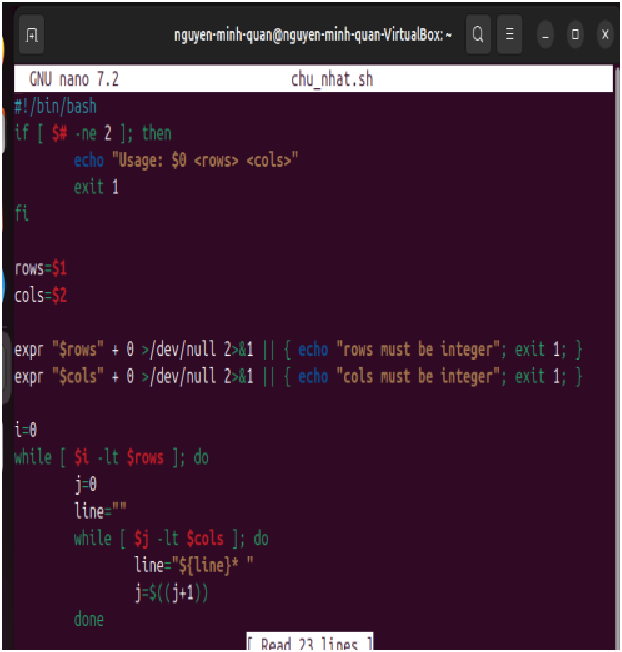 nguyen-minh-quan@nguyen-minh-quan-VirtualBox: ~
GNU nano 7.2 chu_nhat.sh
#!/bin/bash
if [ $# -ne 2 ]; then
        echo "Usage: $0 <rows> <cols>"
        exit 1
fi

rows=$1
cols=$2

expr "$rows" + 0 >/dev/null 2>&1 || { echo "rows must be integer"; exit 1; }
expr "$cols" + 0 >/dev/null 2>&1 || { echo "cols must be integer"; exit 1; }

i=0
while [ $i -lt $rows ]; do
        j=0
        line=""
        while [ $j -lt $cols ]; do
                line="${line}* "
                j=$((j+1))
        done
[ Read 23 lines ]